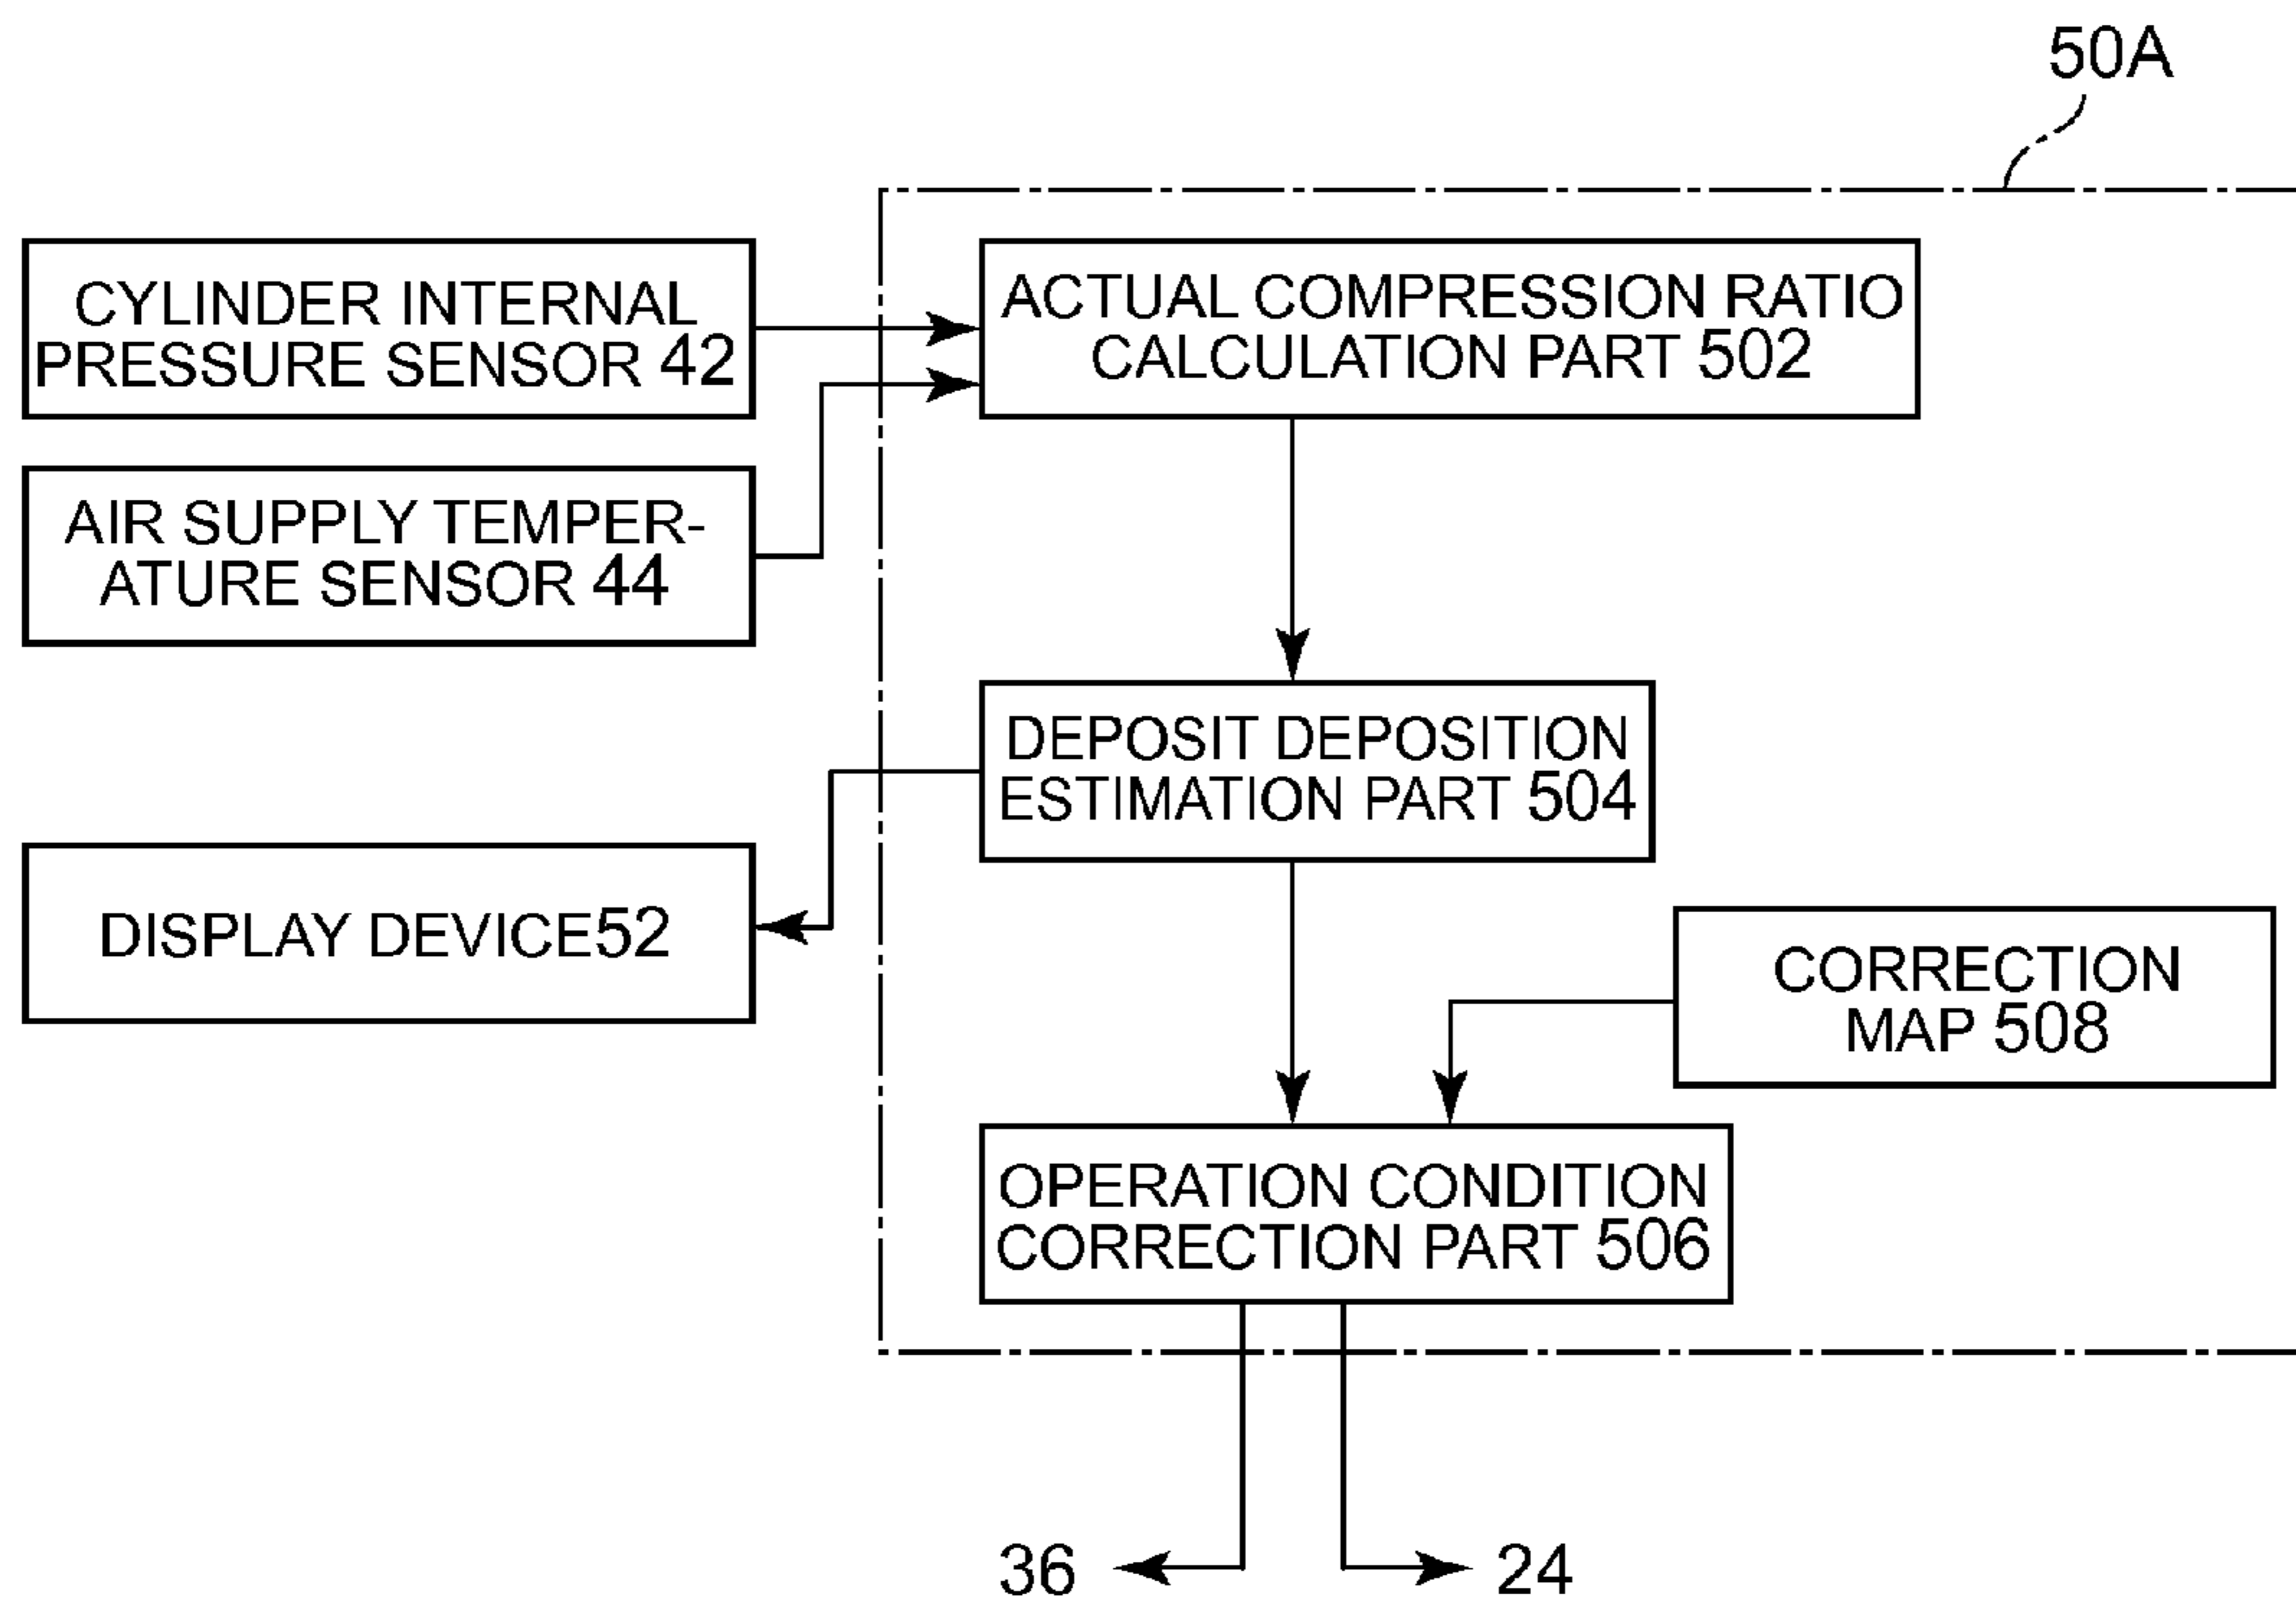 50A
CYLINDER INTERNAL
PRESSURE SENSOR 42
ACTUAL COMPRESSION RATIO
CALCULATION PART 502
AIR SUPPLY TEMPER-
ATURE SENSOR 44
DEPOSIT DEPOSITION
ESTIMATION PART 504
DISPLAY DEVICE52
CORRECTION
MAP 508
OPERATION CONDITION
CORRECTION PART 506
36
24